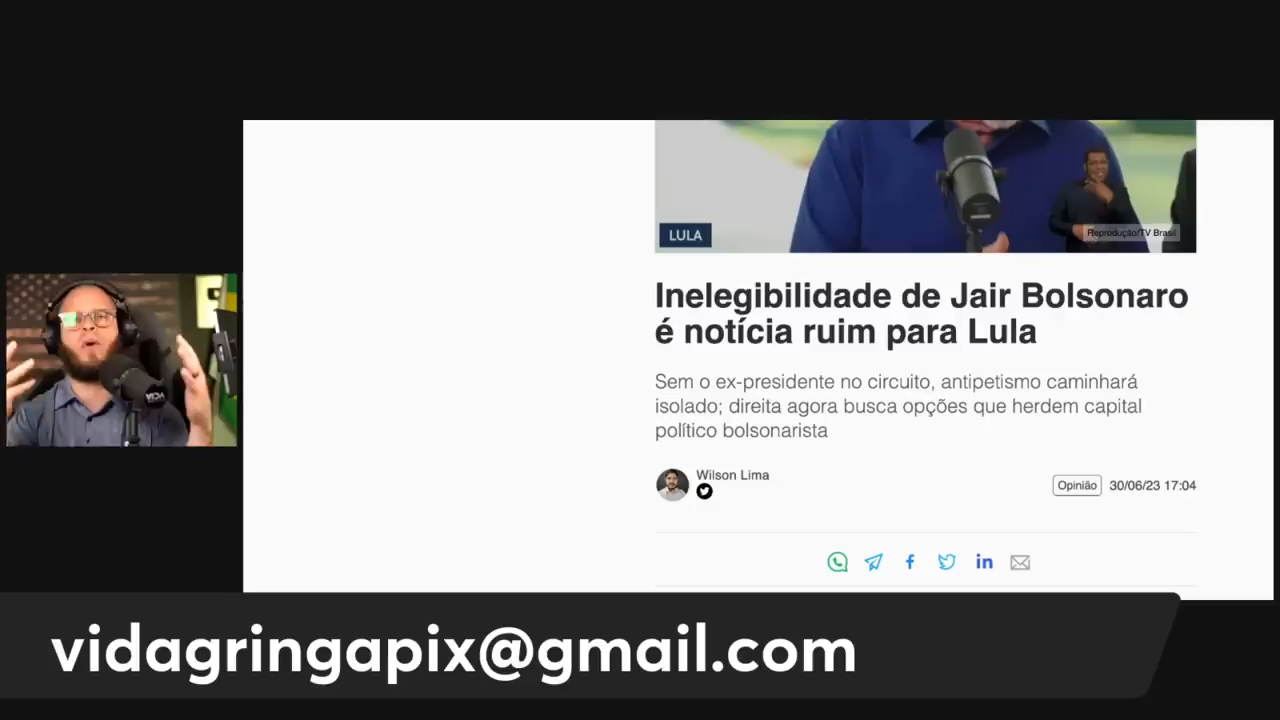 LULA
Reprodução/TV Brasil
Inelegibilidade de Jair Bolsonaro
é notícia ruim para Lula
Sem o ex-presidente no circuito, antipetismo caminhará
isolado; direita agora busca opções que herdem capital
político bolsonarista
Wilson Lima
Opinião 30/06/23 17:04
VIDA
vidagringapix@gmail.com